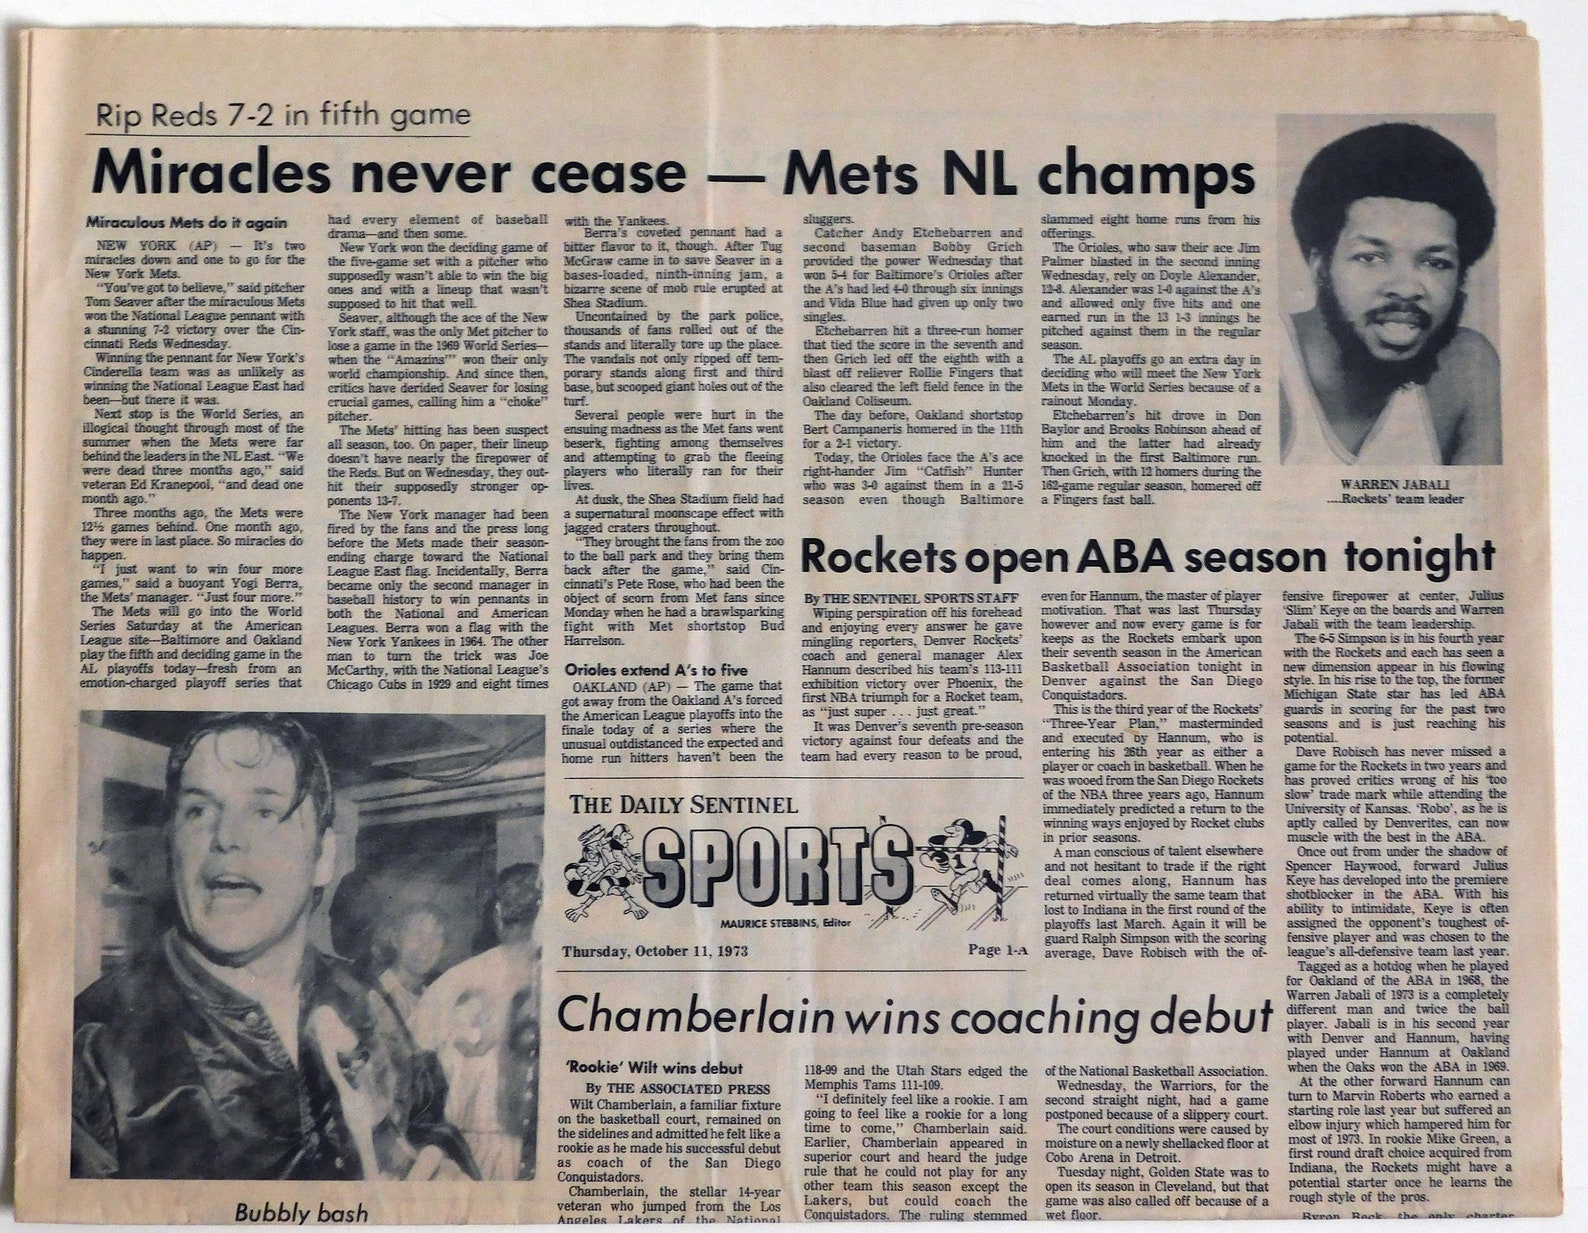 Rip Reds 7-2 in fifth game
Miracles never cease — Mets NL champs
Miraculous Mets do it again
NEW YORK (AP) — It's two
miracles down and one to go for the
New York Mets.
"You've got to believe," said pitcher
Tom Seaver after the miraculous Mets
won the National League pennant with
a stunning 7-2 victory over the Cin-
cinnati Reds Wednesday.
Winning the pennant for New York's
Cinderella team was as unlikely as
winning the National League East had
been—but there it was.
Next stop is the World Series, an
illogical thought through most of the
summer when the Mets were far
behind the leaders in the NL East. "We
were dead three months ago," said
veteran Ed Kranepool, "and dead one
month ago."
Three months ago, the Mets were
12½ games behind. One month ago,
they were in last place. So miracles do
happen.
"I just want to win four more
games," said a buoyant Yogi Berra,
the Mets' manager. "Just four more."
The Mets will go into the World
Series Saturday at the American
League site—Baltimore and Oakland
play the fifth and deciding game in the
AL playoffs today—fresh from an
emotion-charged playoff series that
had every element of baseball
drama—and then some.
New York won the deciding game of
the five-game set with a pitcher who
supposedly wasn't able to win the big
ones and with a lineup that wasn't
supposed to hit that well.
Seaver, although the ace of the New
York staff, was the only Met pitcher to
lose a game in the 1969 World Series—
when the "Amazins'" won their only
world championship. And since then,
critics have derided Seaver for losing
crucial games, calling him a "choke"
pitcher.
The Mets' hitting has been suspect
all season, too. On paper, their lineup
doesn't have nearly the firepower of
the Reds. But on Wednesday, they out-
hit their supposedly stronger op-
ponents 13-7.
The New York manager had been
fired by the fans and the press long
before the Mets made their season-
ending charge toward the National
League East flag. Incidentally, Berra
became only the second manager in
baseball history to win pennants in
both the National and American
Leagues. Berra won a flag with the
New York Yankees in 1964. The other
man to turn the trick was Joe
McCarthy, with the National League's
Chicago Cubs in 1929 and eight times
with the Yankees.
Berra's coveted pennant had a
bitter flavor to it, though. After Tug
McGraw came in to save Seaver in a
bases-loaded, ninth-inning jam, a
bizarre scene of mob rule erupted at
Shea Stadium.
Uncontained by the park police,
thousands of fans rolled out of the
stands and literally tore up the place.
The vandals not only ripped off tem-
porary stands along first and third
base, but scooped giant holes out of the
turf.
Several people were hurt in the
ensuing madness as the Met fans went
beserk, fighting among themselves
and attempting to grab the fleeing
players who literally ran for their
lives.
At dusk, the Shea Stadium field had
a supernatural moonscape effect with
jagged craters throughout.
"They brought the fans from the zoo
to the ball park and they bring them
back after the game," said Cin-
cinnati's Pete Rose, who had been the
object of scorn from Met fans since
Monday when he had a brawlsparking
fight with Met shortstop Bud
Harrelson.
Orioles extend A's to five
OAKLAND (AP) — The game that
got away from the Oakland A's forced
the American League playoffs into the
finale today of a series where the
unusual outdistanced the expected and
home run hitters haven't been the
sluggers.
Catcher Andy Etchebarren and
second baseman Bobby Grich
provided the power Wednesday that
won 5-4 for Baltimore's Orioles after
the A's had led 4-0 through six innings
and Vida Blue had given up only two
singles.
Etchebarren hit a three-run homer
that tied the score in the seventh and
then Grich led off the eighth with a
blast off reliever Rollie Fingers that
also cleared the left field fence in the
Oakland Coliseum.
The day before, Oakland shortstop
Bert Campaneris homered in the 11th
for a 2-1 victory.
Today, the Orioles face the A's ace
right-hander Jim "Catfish" Hunter
who was 3-0 against them in a 21-5
season even though Baltimore
slammed eight home runs from his
offerings.
The Orioles, who saw their ace Jim
Palmer blasted in the second inning
Wednesday, rely on Doyle Alexander,
12-8. Alexander was 1-0 against the A's
and allowed only five hits and one
earned run in the 13 1-3 innings he
pitched against them in the regular
season.
The AL playoffs go an extra day in
deciding who will meet the New York
Mets in the World Series because of a
rainout Monday.
Etchebarren's hit drove in Don
Baylor and Brooks Robinson ahead of
him and the latter had already
knocked in the first Baltimore run.
Then Grich, with 12 homers during the
162-game regular season, homered off
a Fingers fast ball.
WARREN JABALI
....Rockets' team leader
Rockets open ABA season tonight
By THE SENTINEL SPORTS STAFF
Wiping perspiration off his forehead
and enjoying every answer he gave
mingling reporters, Denver Rockets'
coach and general manager Alex
Hannum described his team's 113-111
exhibition victory over Phoenix, the
first NBA triumph for a Rocket team,
as "just super . . . just great."
It was Denver's seventh pre-season
victory against four defeats and the
team had every reason to be proud,
even for Hannum, the master of player
motivation. That was last Thursday
however and now every game is for
keeps as the Rockets embark upon
their seventh season in the American
Basketball Association tonight in
Denver against the San Diego
Conquistadors.
This is the third year of the Rockets'
"Three-Year Plan," masterminded
and executed by Hannum, who is
entering his 26th year as either a
player or coach in basketball. When he
was wooed from the San Diego Rockets
of the NBA three years ago, Hannum
immediately predicted a return to the
winning ways enjoyed by Rocket clubs
in prior seasons.
A man conscious of talent elsewhere
and not hesitant to trade if the right
deal comes along, Hannum has
returned virtually the same team that
lost to Indiana in the first round of the
playoffs last March. Again it will be
guard Ralph Simpson with the scoring
average, Dave Robisch with the of-
fensive firepower at center, Julius
'Slim' Keye on the boards and Warren
Jabali with the team leadership.
The 6-5 Simpson is in his fourth year
with the Rockets and each has seen a
new dimension appear in his flowing
style. In his rise to the top, the former
Michigan State star has led ABA
guards in scoring for the past two
seasons and is just reaching his
potential.
Dave Robisch has never missed a
game for the Rockets in two years and
has proved critics wrong of his 'too
slow' trade mark while attending the
University of Kansas. 'Robo', as he is
aptly called by Denverites, can now
muscle with the best in the ABA.
Once out from under the shadow of
Spencer Haywood, forward Julius
Keye has developed into the premiere
shotblocker in the ABA. With his
ability to intimidate, Keye is often
assigned the opponent's toughest of-
fensive player and was chosen to the
league's all-defensive team last year.
Tagged as a hotdog when he played
for Oakland of the ABA in 1968, the
Warren Jabali of 1973 is a completely
different man and twice the ball
player. Jabali is in his second year
with Denver and Hannum, having
played under Hannum at Oakland
when the Oaks won the ABA in 1969.
At the other forward Hannum can
turn to Marvin Roberts who earned a
starting role last year but suffered an
elbow injury which hampered him for
most of 1973. In rookie Mike Green, a
first round draft choice acquired from
Indiana, the Rockets might have a
potential starter once he learns the
rough style of the pros.
Byron Beck, the only charter
THE DAILY SENTINEL
SPORTS
1
MAURICE STEBBINS, Editor
Thursday, October 11, 1973
Page 1-A
Chamberlain wins coaching debut
'Rookie' Wilt wins debut
By THE ASSOCIATED PRESS
Wilt Chamberlain, a familiar fixture
on the basketball court, remained on
the sidelines and admitted he felt like a
rookie as he made his successful debut
as coach of the San Diego
Conquistadors.
Chamberlain, the stellar 14-year
veteran who jumped from the Los
Angeles Lakers of the National
118-99 and the Utah Stars edged the
Memphis Tams 111-109.
"I definitely feel like a rookie. I am
going to feel like a rookie for a long
time to come," Chamberlain said.
Earlier, Chamberlain appeared in
superior court and heard the judge
rule that he could not play for any
other team this season except the
Lakers, but could coach the
Conquistadors. The ruling stemmed
of the National Basketball Association.
Wednesday, the Warriors, for the
second straight night, had a game
postponed because of a slippery court.
The court conditions were caused by
moisture on a newly shellacked floor at
Cobo Arena in Detroit.
Tuesday night, Golden State was to
open its season in Cleveland, but that
game was also called off because of a
wet floor.
Bubbly bash